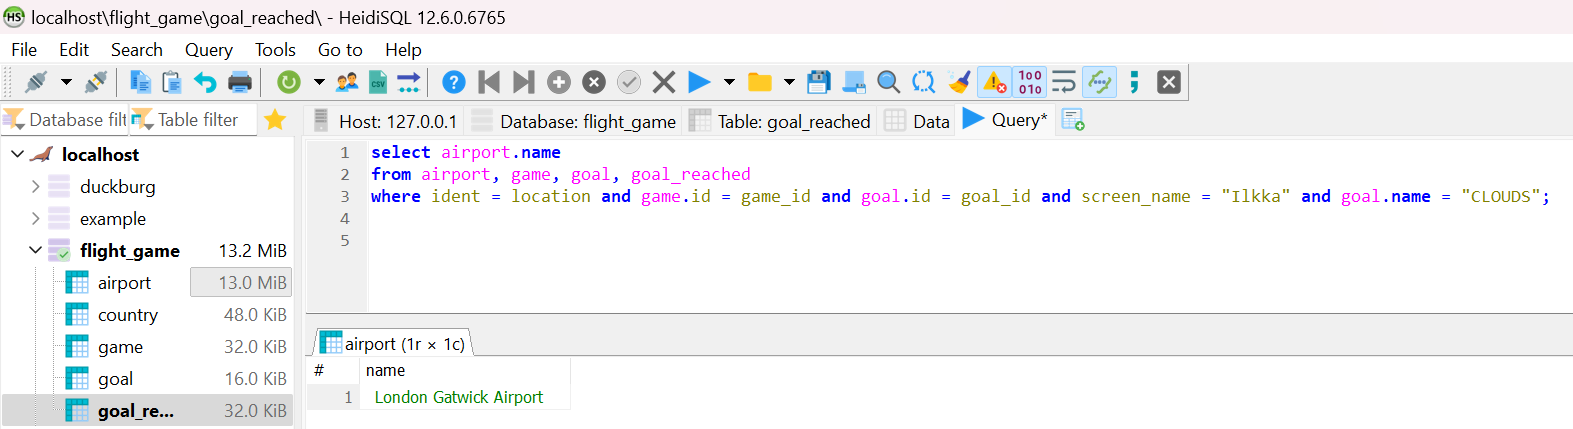 HS localhost\flight_game\goal_reached\ - HeidiSQL 12.6.0.6765
File Edit Search Query Tools Go to Help
Database filt Table filter
Host: 127.0.0.1 Database: flight_game Table: goal_reached Data Query*
localhost
duckburg
example
flight_game 13.2 MiB
airport 13.0 MiB
country 48.0 KiB
game 32.0 KiB
goal 16.0 KiB
goal_re... 32.0 KiB
1 select airport.name
2 from airport, game, goal, goal_reached
3 where ident = location and game.id = game_id and goal.id = goal_id and screen_name = "Ilkka" and goal.name = "CLOUDS";
4
5
airport (1r × 1c)
# name
1 London Gatwick Airport